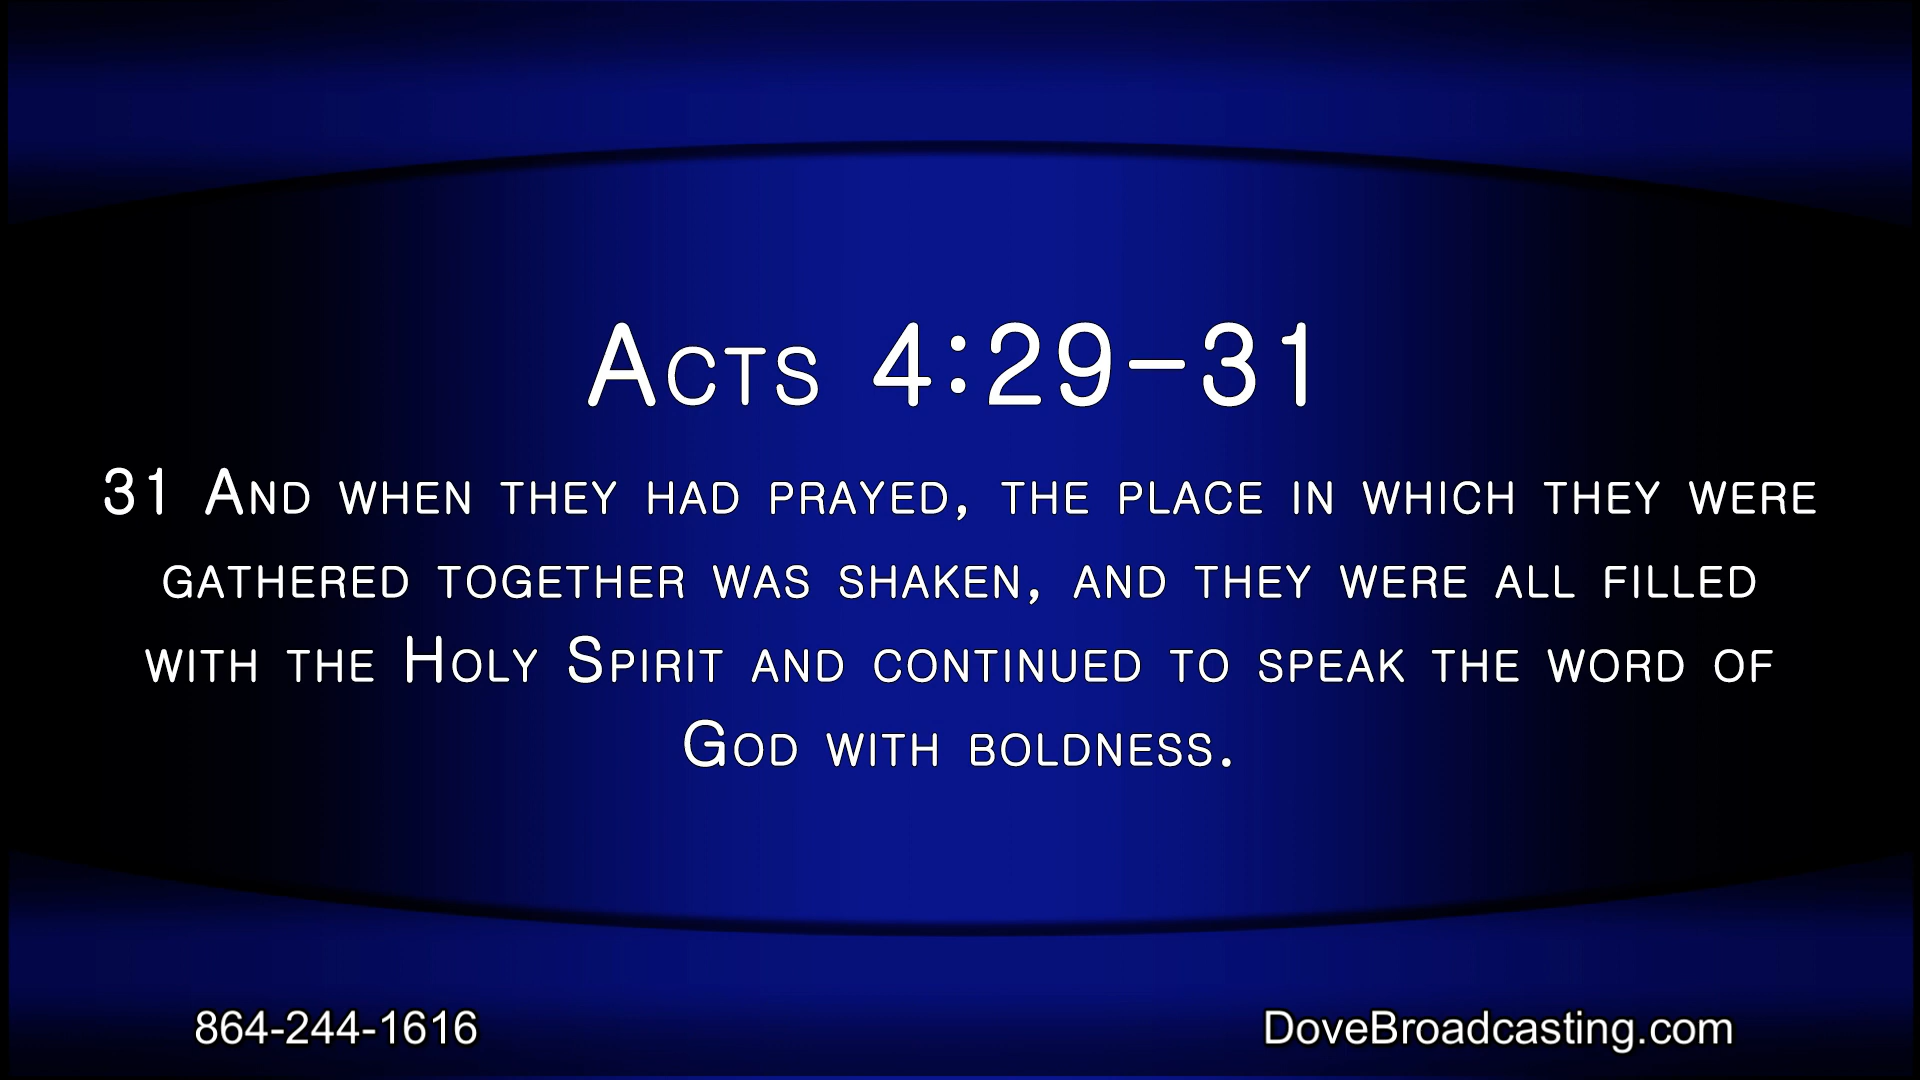 Acts 4:29-31
31 And when they had prayed, the place in which they were
gathered together was shaken, and they were all filled
with the Holy Spirit and continued to speak the word of
God with boldness.
864-244-1616
DoveBroadcasting.com